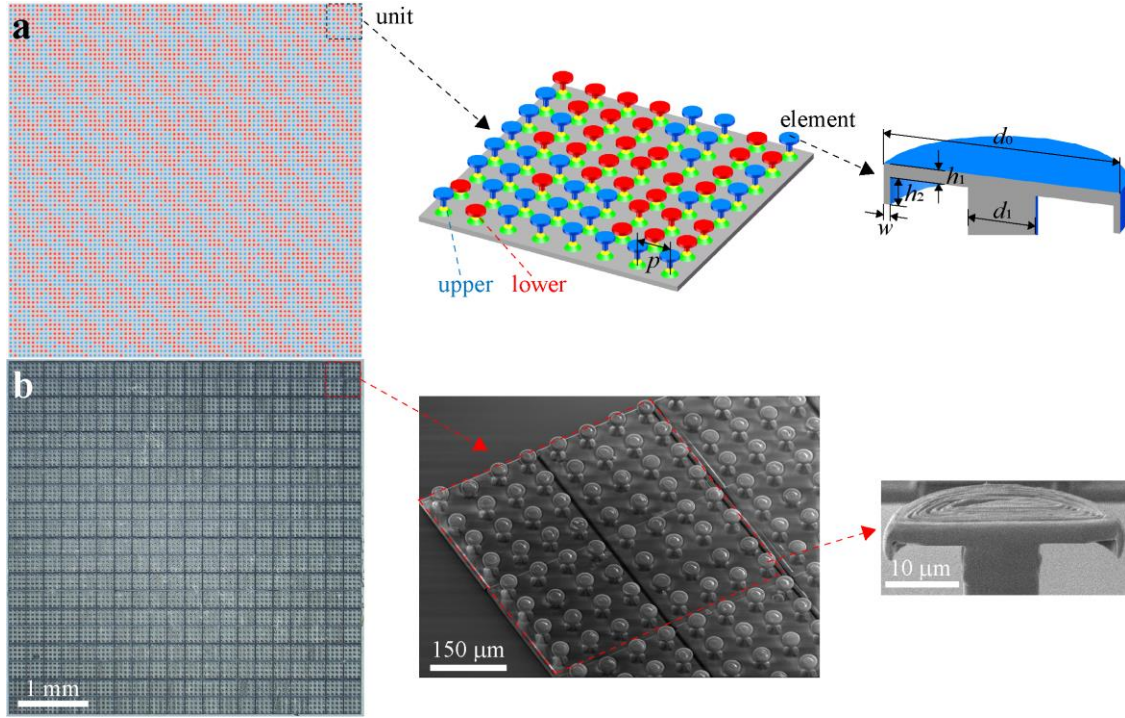 a
unit
element
d₀
h₁
h₂
d₁
w
p
upper
lower
b
1 mm
150 μm
10 μm